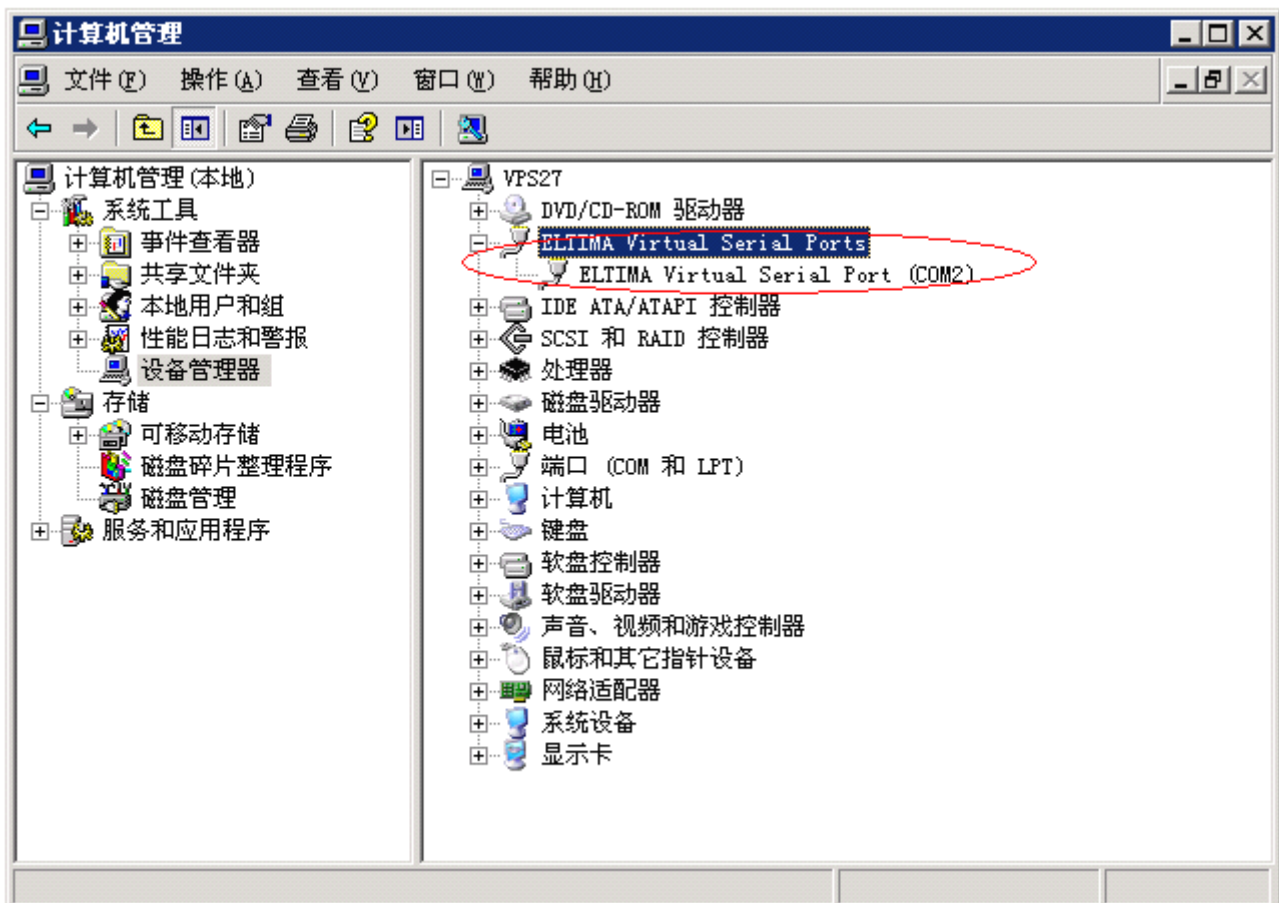 计算机管理
文件(F) 操作(A) 查看(V) 窗口(W) 帮助(H)
计算机管理(本地)
系统工具
事件查看器
共享文件夹
本地用户和组
性能日志和警报
设备管理器
存储
可移动存储
磁盘碎片整理程序
磁盘管理
服务和应用程序
VPS27
DVD/CD-ROM 驱动器
ELTIMA Virtual Serial Ports
ELTIMA Virtual Serial Port (COM2)
IDE ATA/ATAPI 控制器
SCSI 和 RAID 控制器
处理器
磁盘驱动器
电池
端口 (COM 和 LPT)
计算机
键盘
软盘控制器
软盘驱动器
声音、视频和游戏控制器
鼠标和其它指针设备
网络适配器
系统设备
显示卡